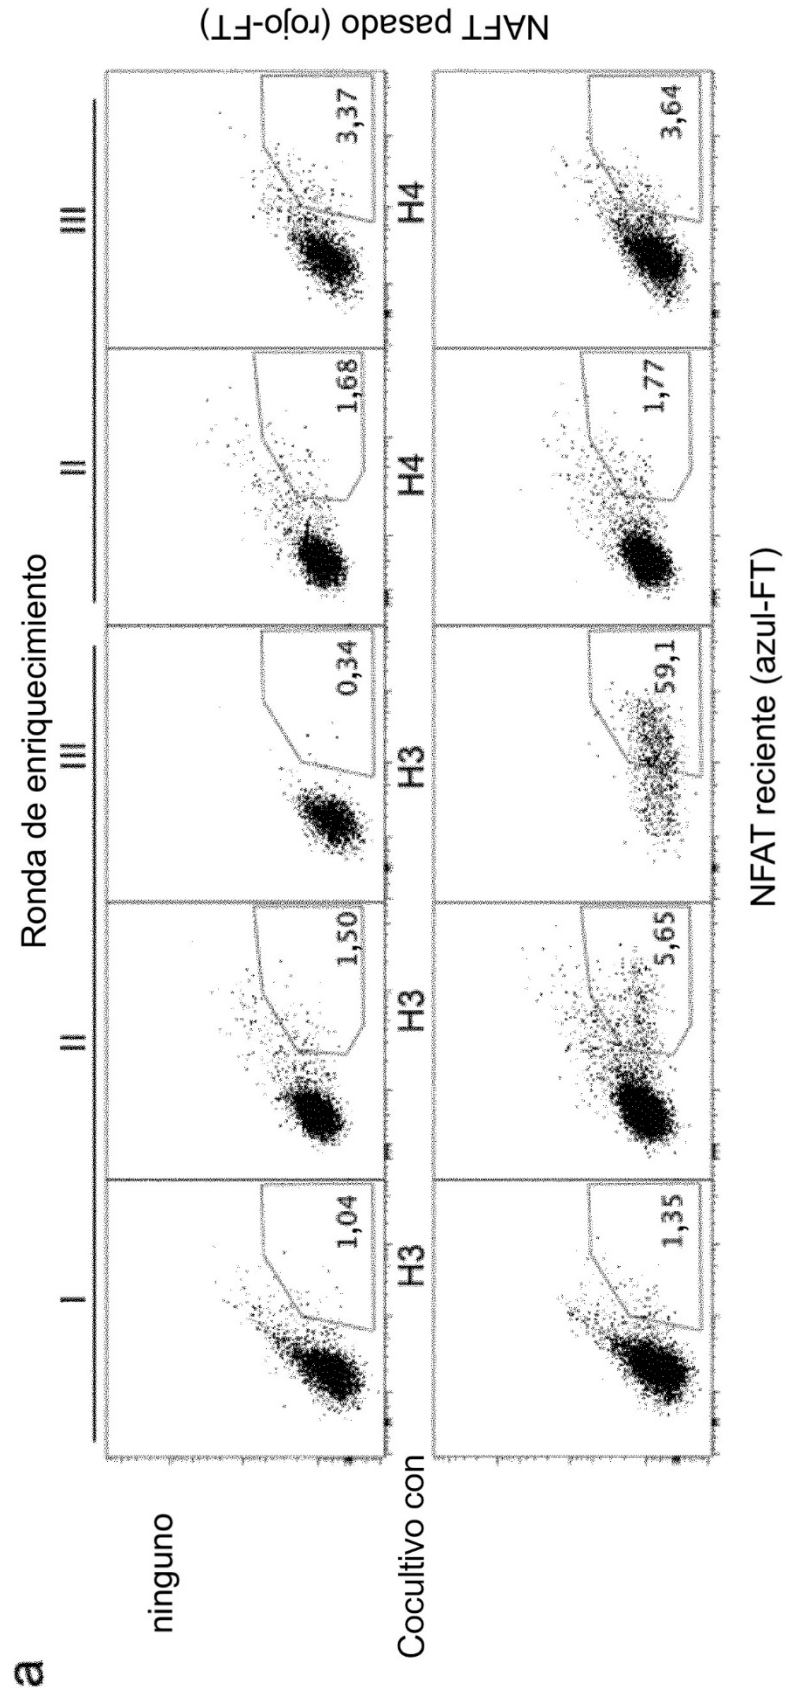 a
Ronda de enriquecimiento
I II III II III
ninguno
1,04 1,50 0,34 1,68 3,37
Cocultivo con H3 H3 H3 H4 H4
1,35 5,65 59,1 1,77 3,64
NFAT reciente (azul-FT)
NAFT pasado (rojo-FT)